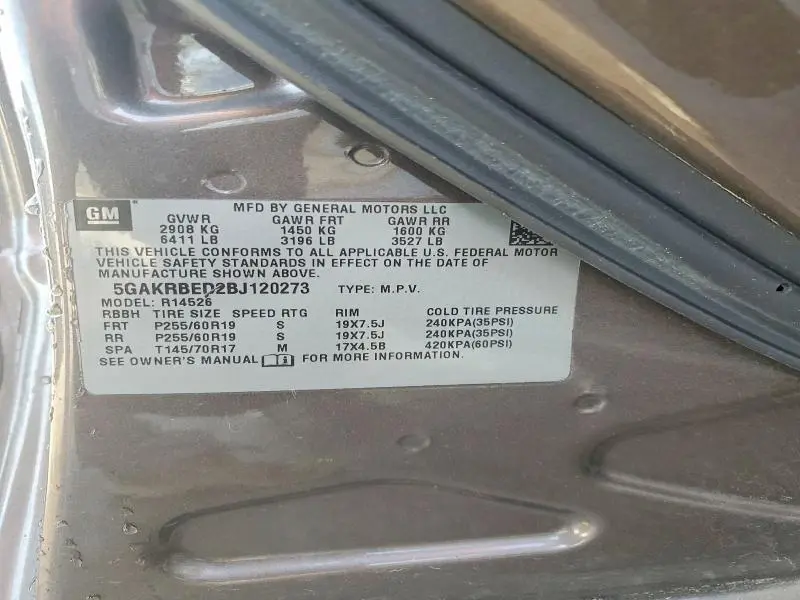 GM
MFD BY GENERAL MOTORS LLC
GVWR GAWR FRT GAWR RR
2908 KG 1450 KG 1600 KG
6411 LB 3196 LB 3527 LB
THIS VEHICLE CONFORMS TO ALL APPLICABLE U.S. FEDERAL MOTOR
VEHICLE SAFETY STANDARDS IN EFFECT ON THE DATE OF
MANUFACTURE SHOWN ABOVE.
5GAKRBED2BJ120273 TYPE: M.P.V.
MODEL: R14526
RBBH TIRE SIZE SPEED RTG RIM COLD TIRE PRESSURE
FRT P255/60R19 S 19X7.5J 240KPA(35PSI)
RR P255/60R19 S 19X7.5J 240KPA(35PSI)
SPA T145/70R17 M 17X4.5B 420KPA(60PSI)
SEE OWNER'S MANUAL FOR MORE INFORMATION.